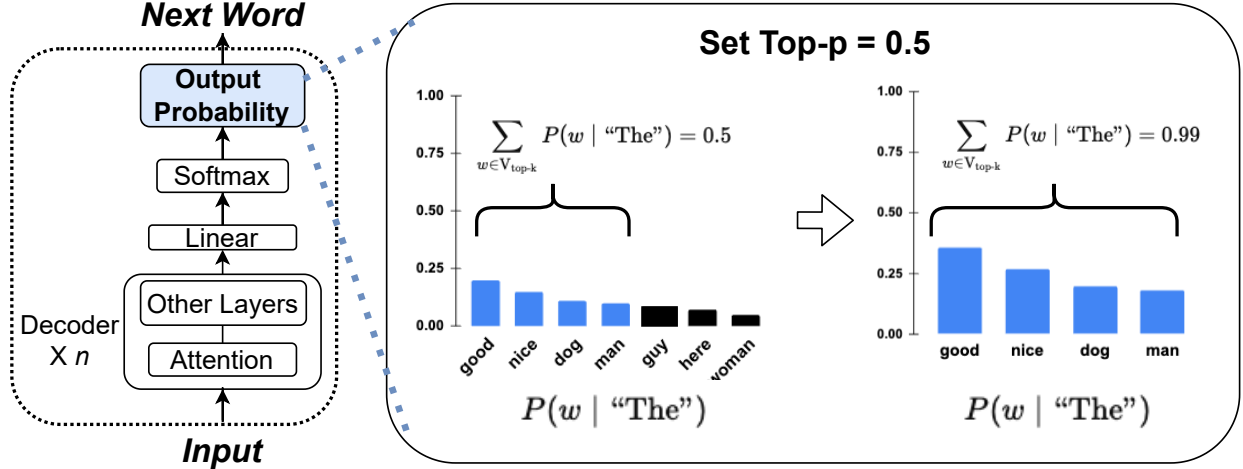 Next Word
Output
Probability
Softmax
Linear
Other Layers
Attention
Decoder
X n
Input
Set Top-p = 0.5
1.00
0.75
0.50
0.25
0.00
∑ P(w | “The”) = 0.5
w∈V_top-k
good nice dog man guy here woman
P(w | “The”)
1.00
0.75
0.50
0.25
0.00
∑ P(w | “The”) = 0.99
w∈V_top-k
good nice dog man
P(w | “The”)